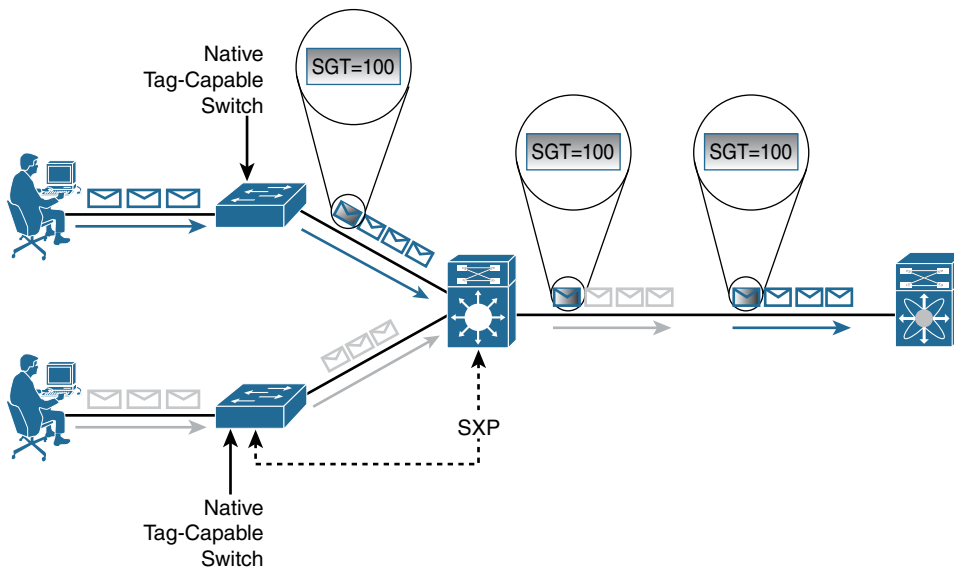 Native
Tag-Capable
Switch
SGT=100
SGT=100
SGT=100
SXP
Native
Tag-Capable
Switch